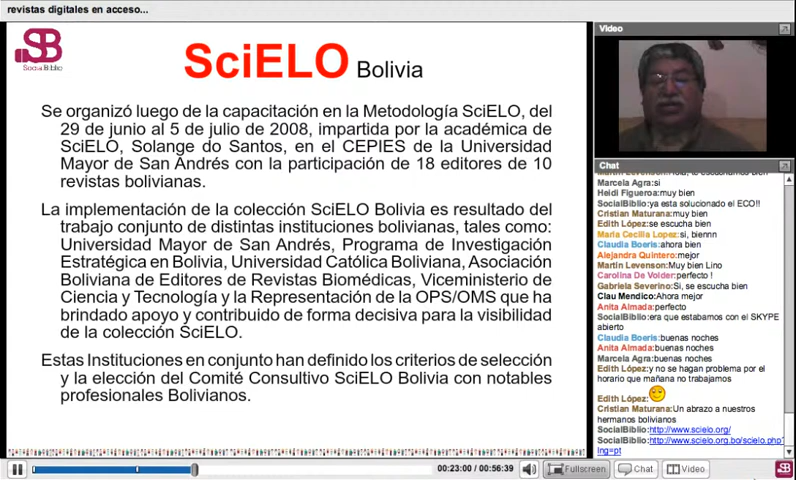 revistas digitales en acceso...
SB
SocialBiblio
SciELO Bolivia
Se organizó luego de la capacitación en la Metodología SciELO, del
29 de junio al 5 de julio de 2008, impartida por la académica de
SciELO, Solange do Santos, en el CEPIES de la Universidad
Mayor de San Andrés con la participación de 18 editores de 10
revistas bolivianas.
La implementación de la colección SciELO Bolivia es resultado del
trabajo conjunto de distintas instituciones bolivianas, tales como:
Universidad Mayor de San Andrés, Programa de Investigación
Estratégica en Bolivia, Universidad Católica Boliviana, Asociación
Boliviana de Editores de Revistas Biomédicas, Viceministerio de
Ciencia y Tecnología y la Representación de la OPS/OMS que ha
brindado apoyo y contribuido de forma decisiva para la visibilidad
de la colección SciELO.
Estas Instituciones en conjunto han definido los criterios de selección
y la elección del Comité Consultivo SciELO Bolivia con notables
profesionales Bolivianos.
Video
Chat
Marcela Agra:si
Heidi Figueroa:muy bien
SocialBiblio:ya esta solucionado el ECO!!
Cristian Maturana:muy bien
Edith López:se escucha bien
Maria Cecilia Lopez:si, biennn
Claudia Boeris:ahora bien
Alejandra Quintero:mejor
Martin Levenson:Muy bien Lino
Carolina De Volder:perfecto !
Gabriela Severino:Si, se escucha bien
Clau Mendico:Ahora mejor
Anita Almada:perfecto
SocialBiblio:era que estabamos con el SKYPE
abierto
Claudia Boeris:buenas noches
Anita Almada:buenas noches
Marcela Agra:buenas noches
Edith López:y no se hagan problema por el
horario que mañana no trabajamos
Edith López:
Cristian Maturana:Un abrazo a nuestros
hermanos bolivianos
SocialBiblio:http://www.scielo.org/
SocialBiblio:http://www.scielo.org.bo/scielo.php?
lng=pt
00:23:00 / 00:56:39
Fullscreen
Chat
Video
SB